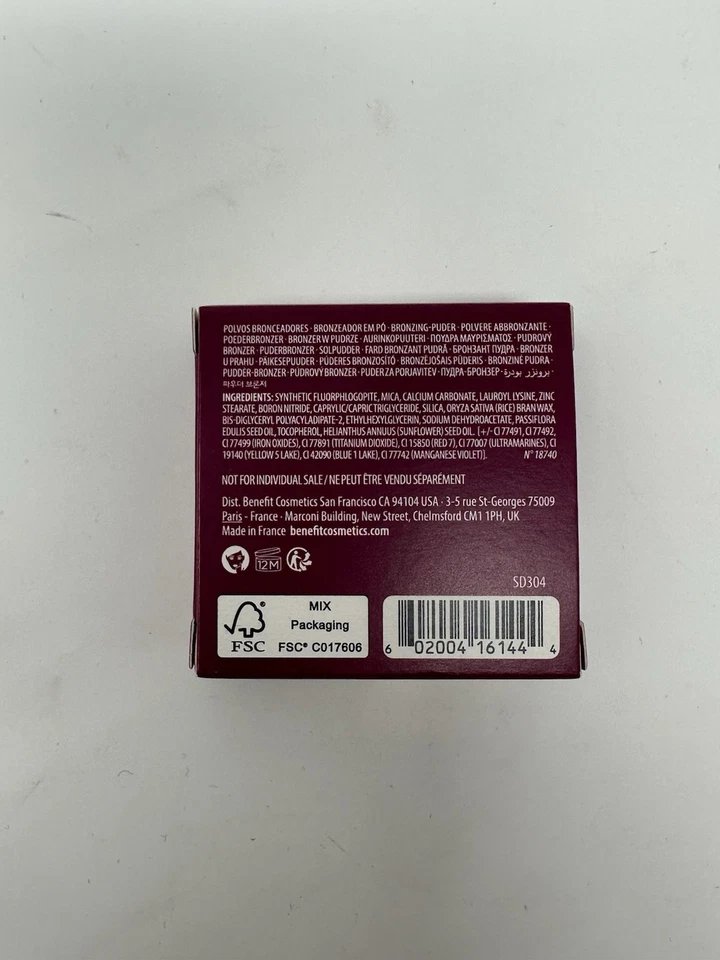 POLVOS BRONCEADORES · BRONZEADOR EM PÓ · BRONZING-PUDER · POLVERE ABBRONZANTE ·
POEDERBRONZER · BRONZER W PUDRZE · AURINKOPUUTERI · ΠΟΥΔΡΑ ΜΑΥΡΙΣΜΑΤΟΣ · PUDROVÝ
BRONZER · PUDERBRONZER · SOLPUDDER · FARD BRONZANT PUDRĂ · БРОНЗАНТ ПУДРА · BRONZER
U PRAHU · PÄIKESEPUUDER · PŪDERES BRONZOSĪTO · BRONZĒJOŠAIS PŪDERIS · BRONZINĖ PUDRA ·
PUDDER-BRONZER · PÚDROVÝ BRONZER · PUDER ZA PORJAVITEV · ПУДРА-БРОНЗЕР · برونزر بودرة ·
파우더 브론저
INGREDIENTS: SYNTHETIC FLUORPHLOGOPITE, MICA, CALCIUM CARBONATE, LAUROYL LYSINE, ZINC
STEARATE, BORON NITRIDE, CAPRYLIC/CAPRIC TRIGLYCERIDE, SILICA, ORYZA SATIVA (RICE) BRAN WAX,
BIS-DIGLYCERYL POLYACYLADIPATE-2, ETHYLHEXYLGLYCERIN, SODIUM DEHYDROACETATE, PASSIFLORA
EDULIS SEED OIL, TOCOPHEROL, HELIANTHUS ANNUUS (SUNFLOWER) SEED OIL. [+/- CI 77491, CI 77492,
CI 77499 (IRON OXIDES), CI 77891 (TITANIUM DIOXIDE), CI 15850 (RED 7), CI 77007 (ULTRAMARINES), CI
19140 (YELLOW 5 LAKE), CI 42090 (BLUE 1 LAKE), CI 77742 (MANGANESE VIOLET)]. N° 18740
NOT FOR INDIVIDUAL SALE / NE PEUT ÊTRE VENDU SÉPARÉMENT
Dist. Benefit Cosmetics San Francisco CA 94104 USA · 3-5 rue St-Georges 75009
Paris - France · Marconi Building, New Street, Chelmsford CM1 1PH, UK
Made in France benefitcosmetics.com
12M
SD304
FSC
MIX
Packaging
FSC® C017606
6 02004 16144 4